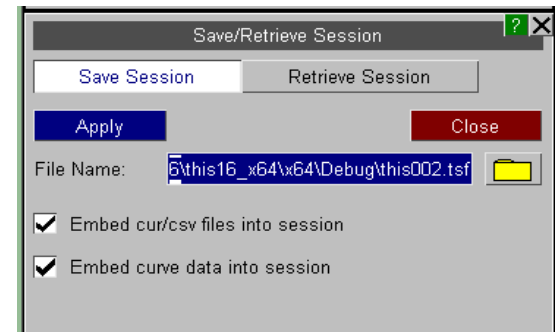 Save/Retrieve Session ? X
Save Session Retrieve Session
Apply Close
File Name: 6\this16_x64\x64\Debug\this002.tsf
Embed cur/csv files into session
Embed curve data into session